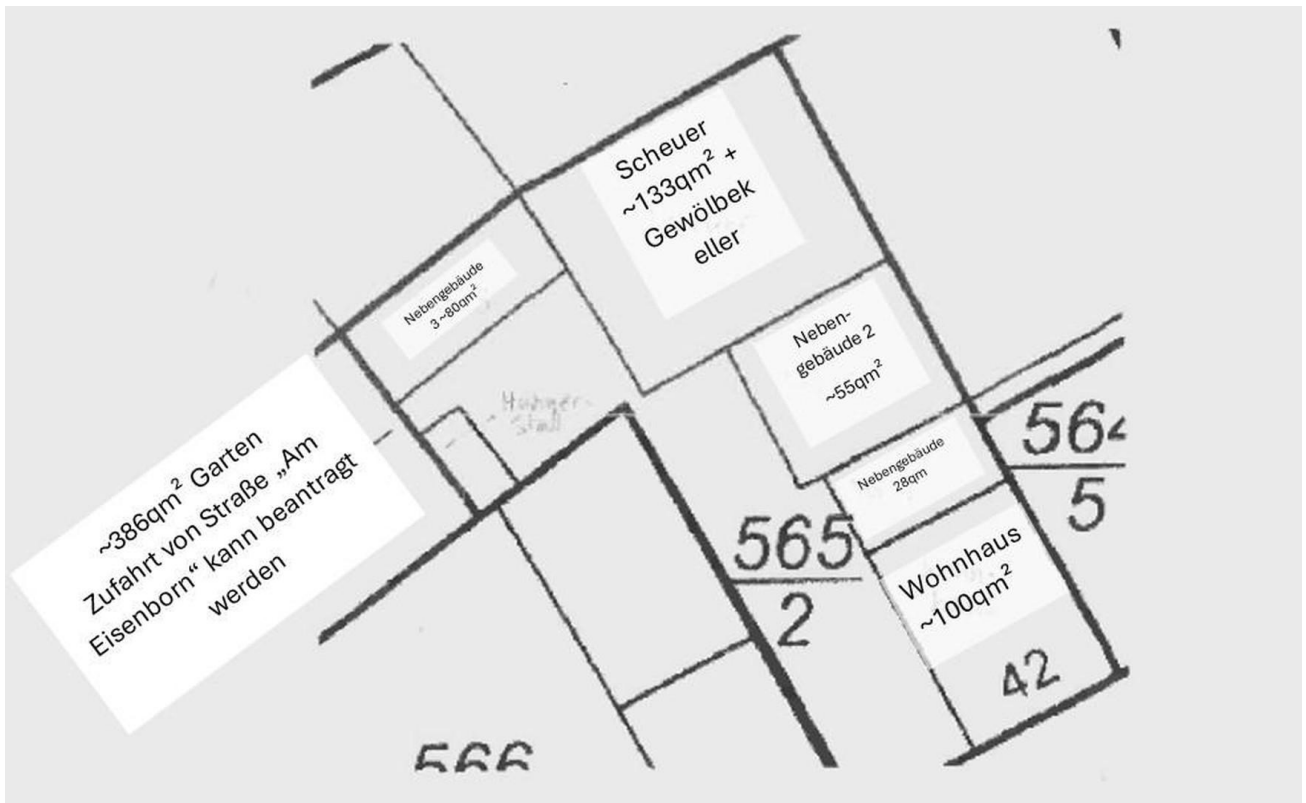 Scheuer
~133qm² +
Gewölbek
eller
Nebengebäude
3~80qm²
Neben-
gebäude 2
~55qm²
~386qm² Garten
Zufahrt von Straße „Am
Eisenborn“ kann beantragt
werden
Nebengebäude
28qm
564
5
565
2
Wohnhaus
~100qm²
42
566